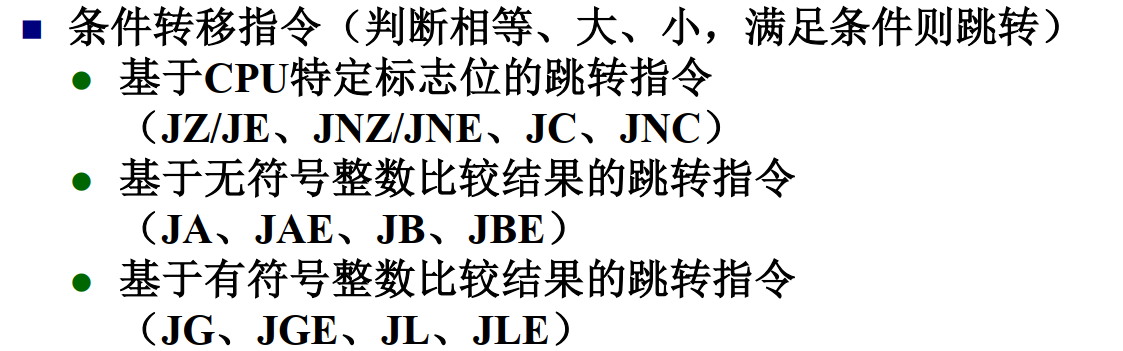 条件转移指令（判断相等、大、小，满足条件则跳转）
基于CPU特定标志位的跳转指令
（JZ/JE、JNZ/JNE、JC、JNC）
基于无符号整数比较结果的跳转指令
（JA、JAE、JB、JBE）
基于有符号整数比较结果的跳转指令
（JG、JGE、JL、JLE）